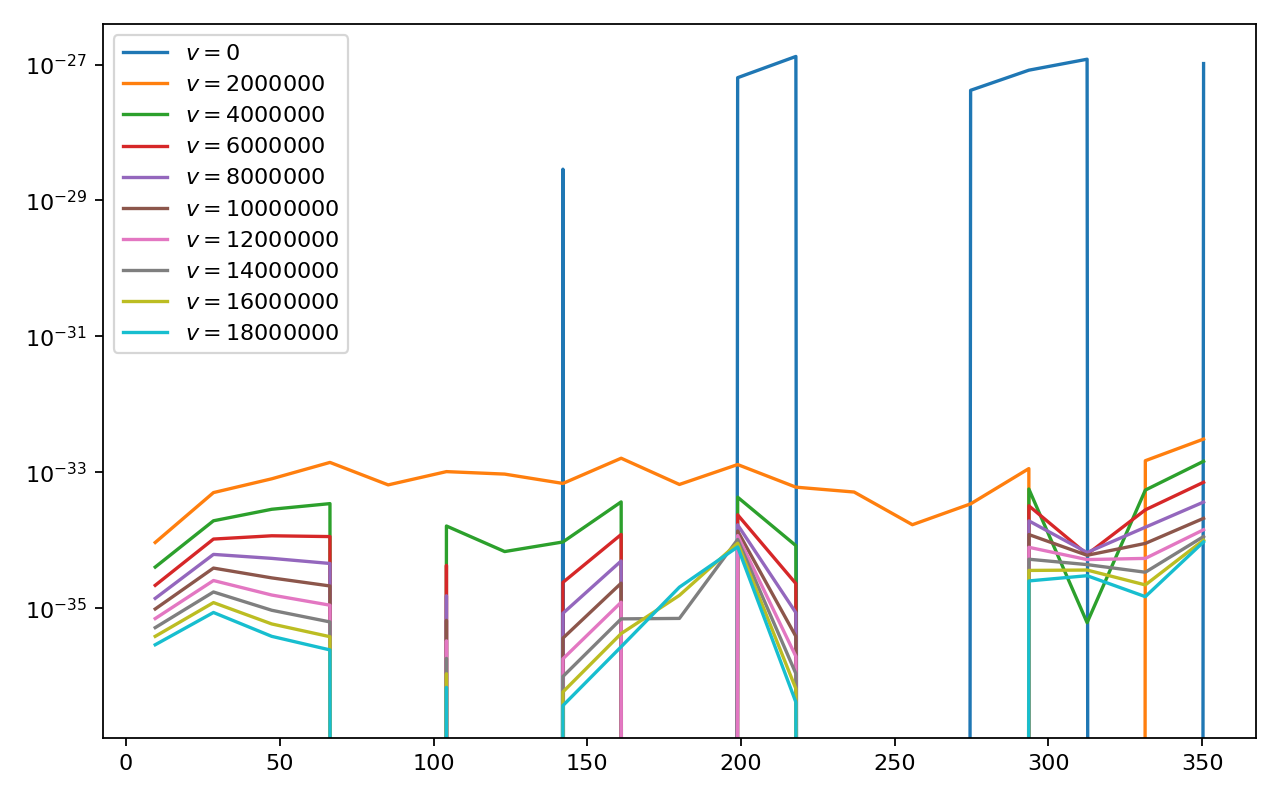 10⁻²⁷
10⁻²⁹
10⁻³¹
10⁻³³
10⁻³⁵
v = 0
v = 2000000
v = 4000000
v = 6000000
v = 8000000
v = 10000000
v = 12000000
v = 14000000
v = 16000000
v = 18000000
0 50 100 150 200 250 300 350